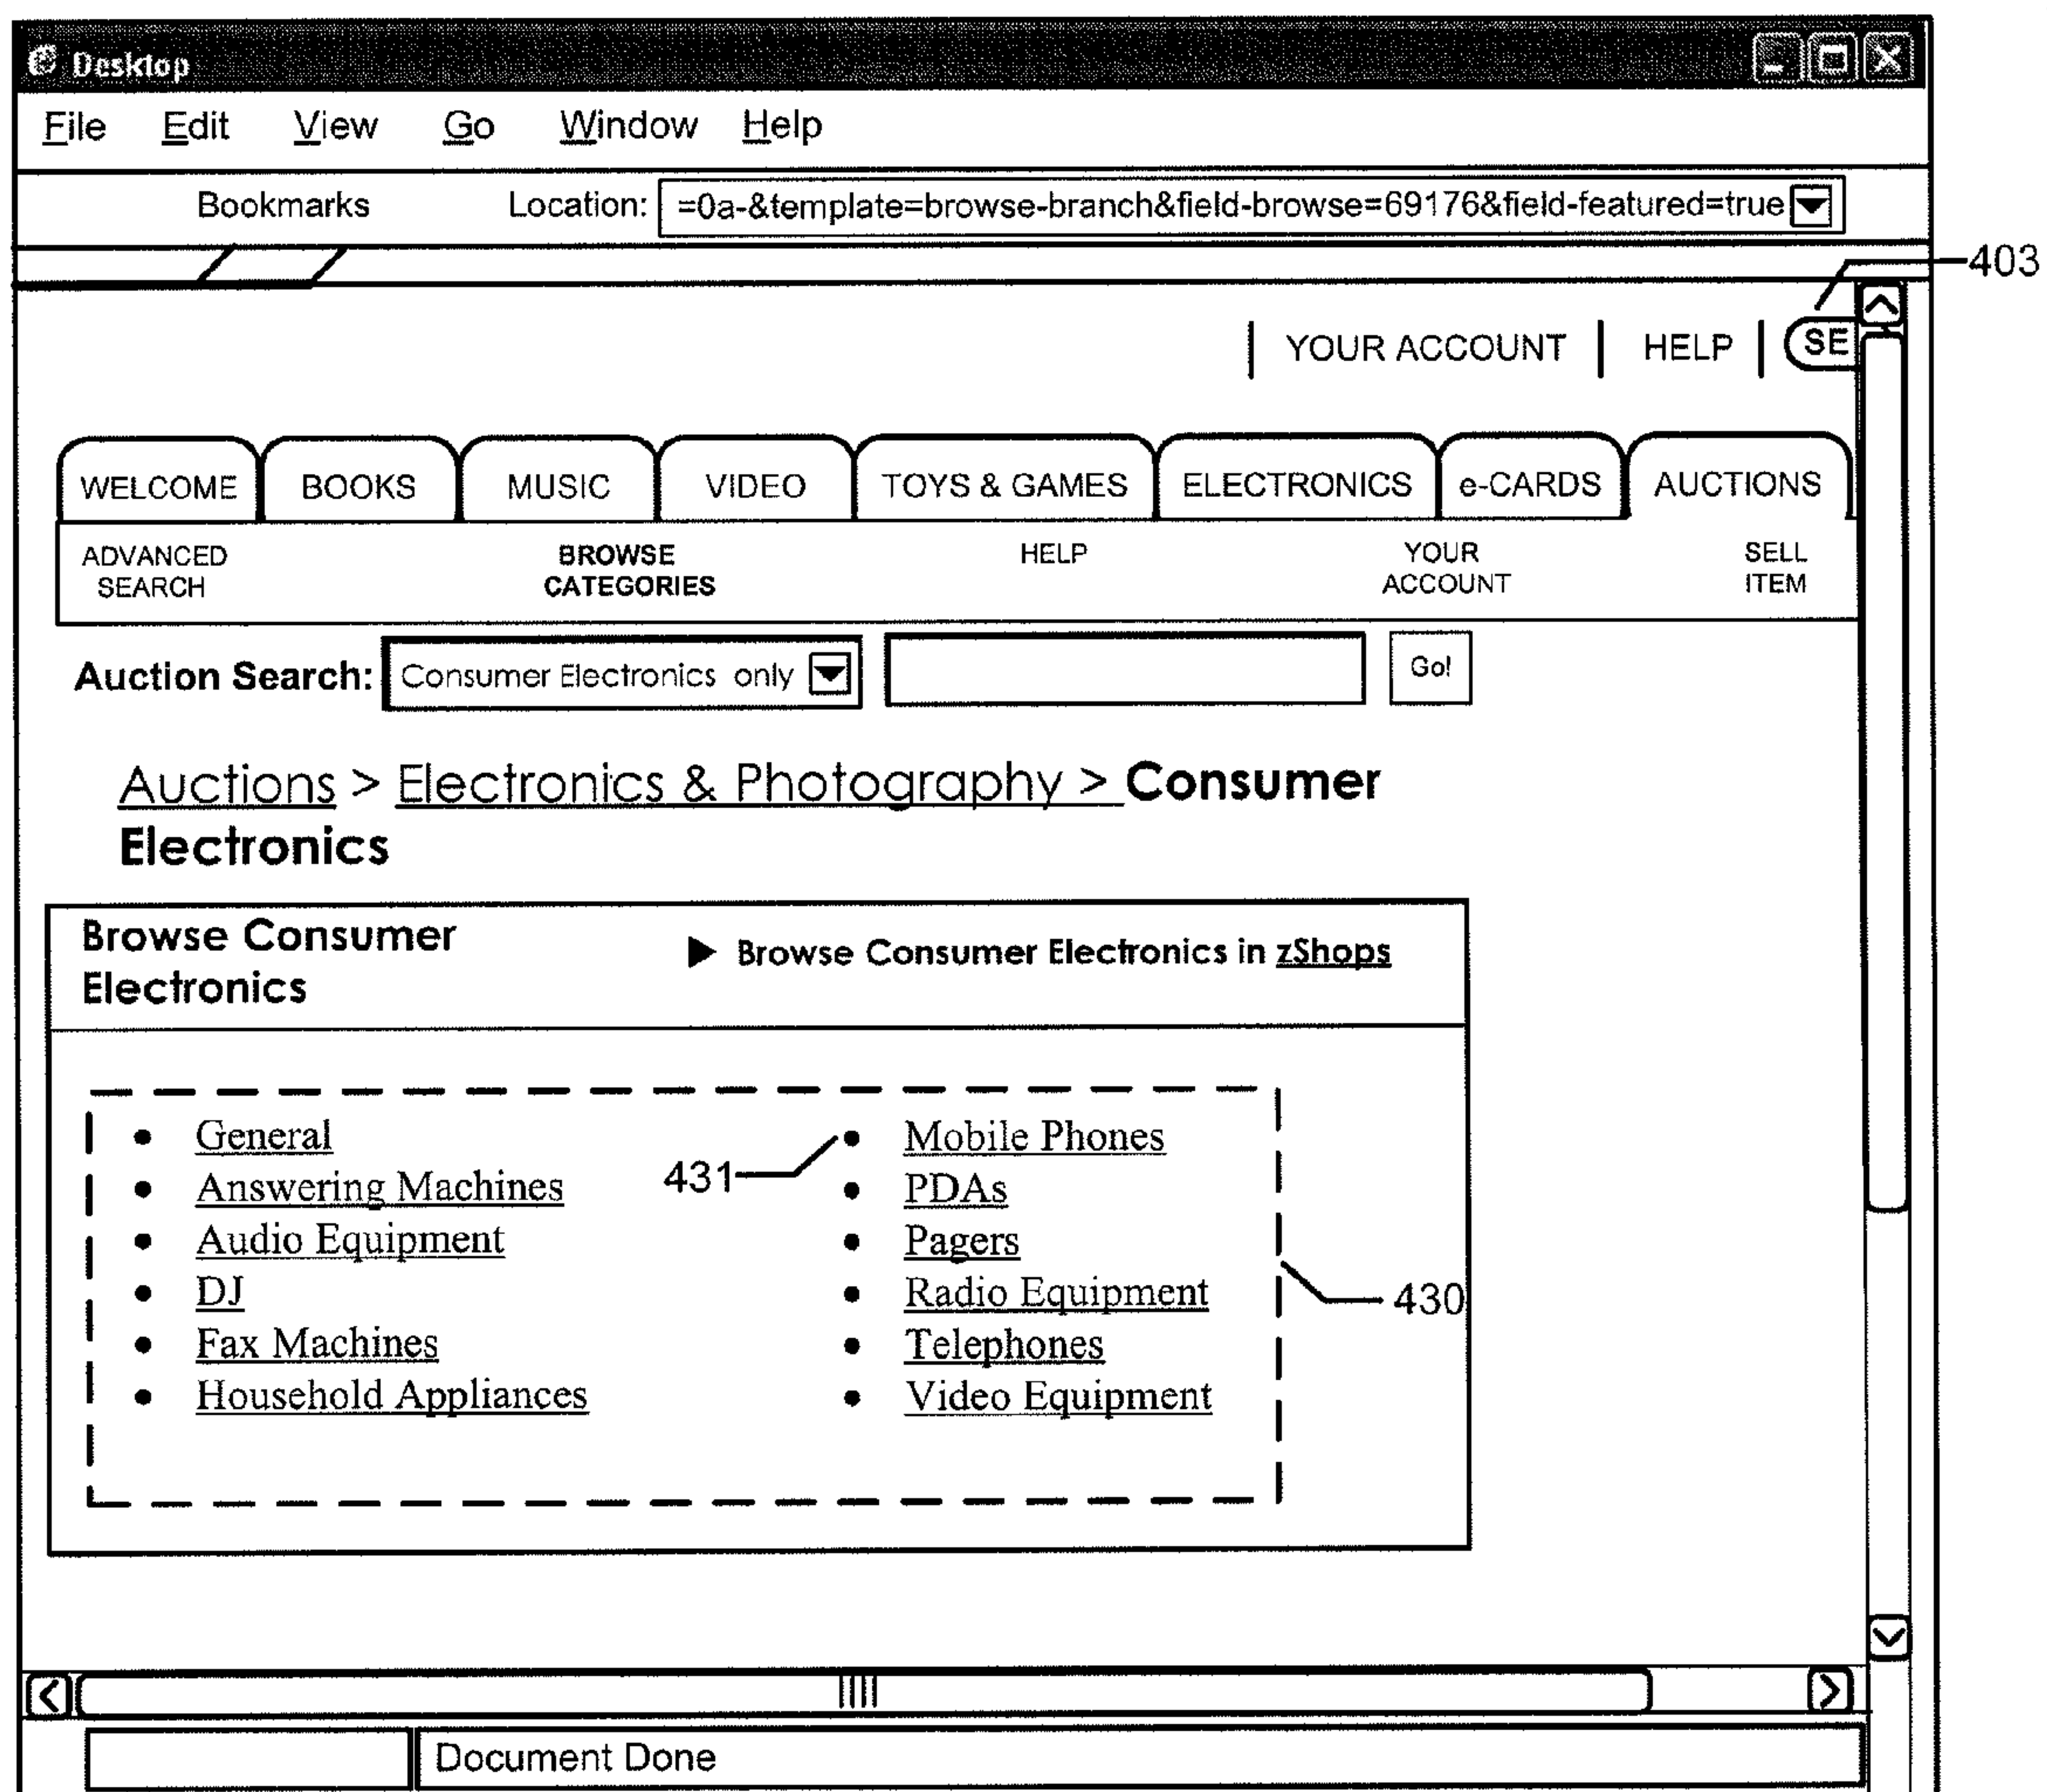 Desktop
File Edit View Go Window Help
Bookmarks Location: =0a-&template=browse-branch&field-browse=69176&field-featured=true
403
YOUR ACCOUNT | HELP | SE
WELCOME BOOKS MUSIC VIDEO TOYS & GAMES ELECTRONICS e-CARDS AUCTIONS
ADVANCED SEARCH BROWSE CATEGORIES HELP YOUR ACCOUNT SELL ITEM
Auction Search: Consumer Electronics only Go!
Auctions > Electronics & Photography > Consumer
Electronics
Browse Consumer
Electronics
▶ Browse Consumer Electronics in zShops
• General
• Answering Machines
• Audio Equipment
• DJ
• Fax Machines
• Household Appliances
431
• Mobile Phones
• PDAs
• Pagers
• Radio Equipment
• Telephones
• Video Equipment
430
Document Done